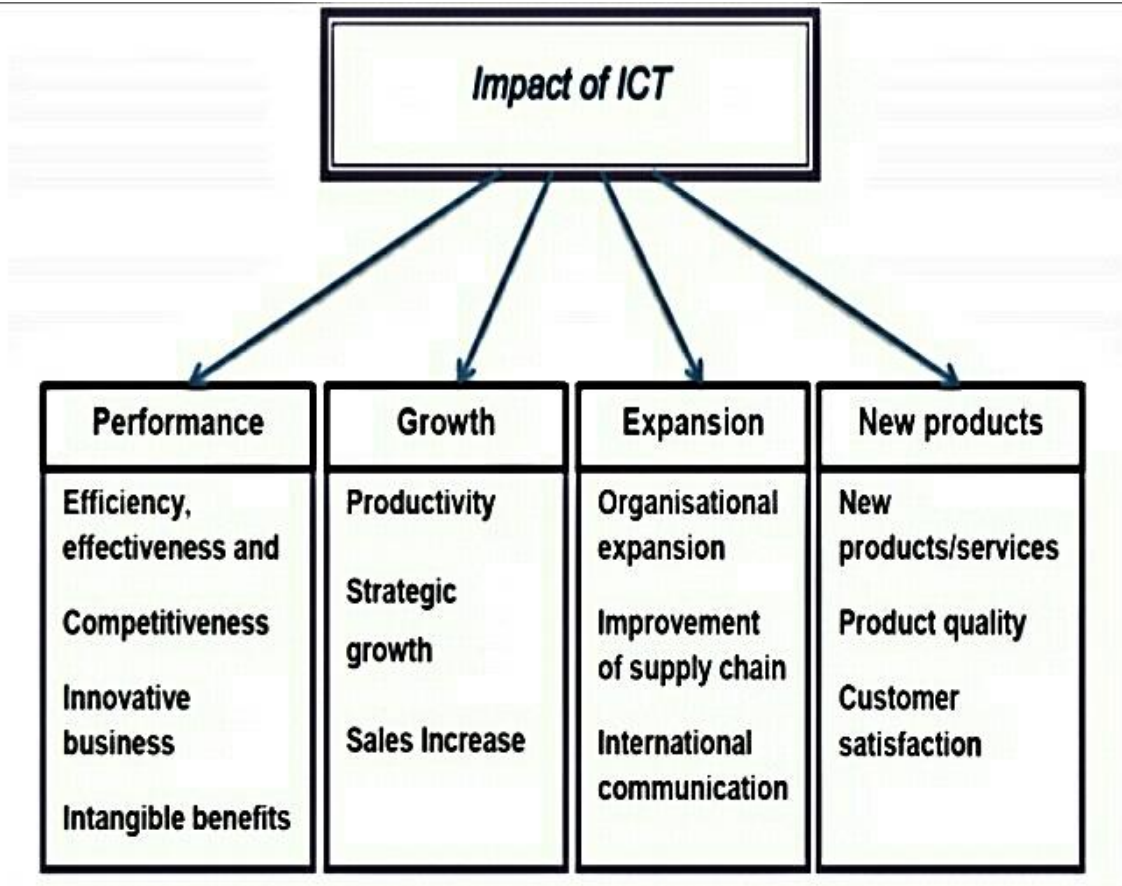 Impact of ICT
Performance
Efficiency,
effectiveness and
Competitiveness
Innovative
business
Intangible benefits
Growth
Productivity
Strategic
growth
Sales Increase
Expansion
Organisational
expansion
Improvement
of supply chain
International
communication
New products
New
products/services
Product quality
Customer
satisfaction